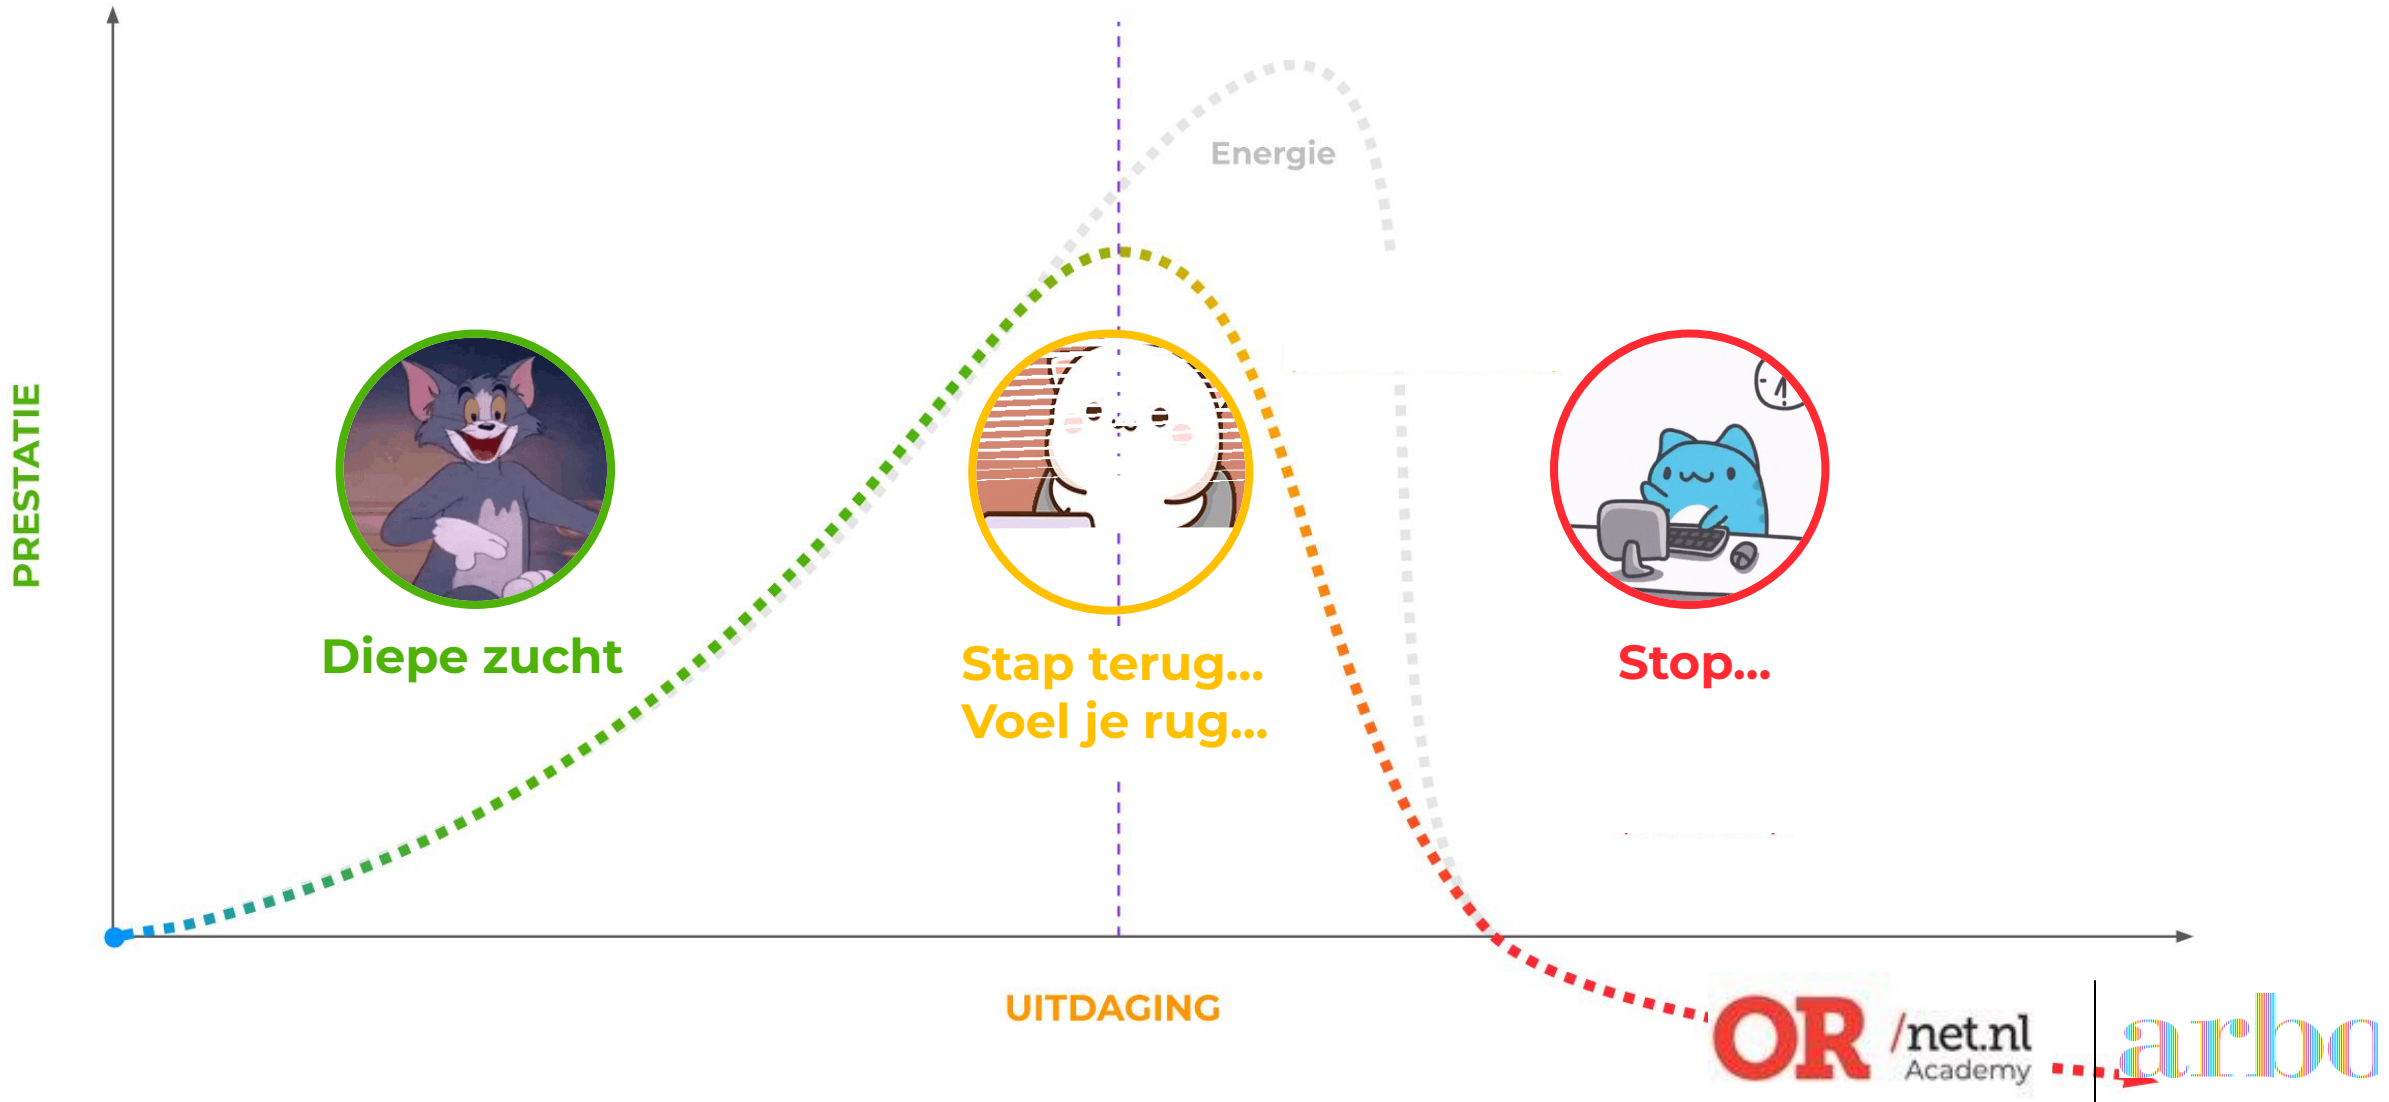 Energie
PRESTATIE
Diepe zucht
Stap terug...
Voel je rug...
Stop...
UITDAGING
OR /net.nl
Academy
arbo